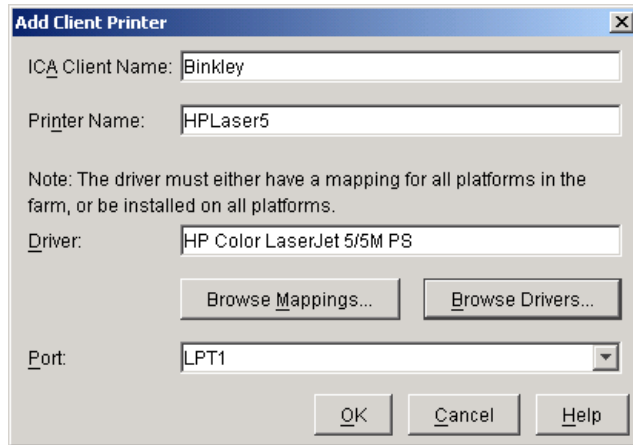 Add Client Printer
ICA Client Name: Binkley
Printer Name: HPLaser5
Note: The driver must either have a mapping for all platforms in the
farm, or be installed on all platforms.
Driver: HP Color LaserJet 5/5M PS
Browse Mappings... Browse Drivers...
Port: LPT1
OK Cancel Help